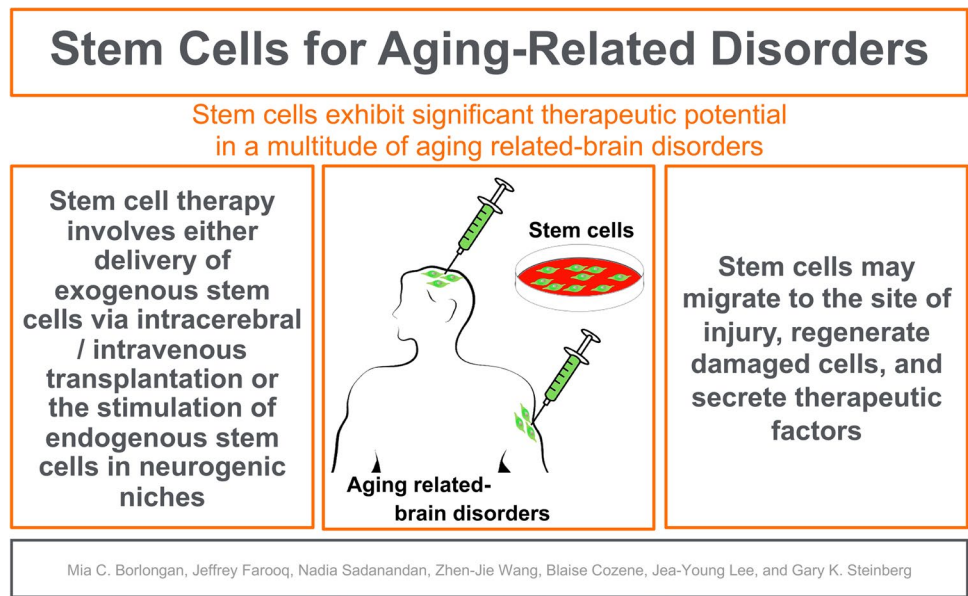 Stem Cells for Aging-Related Disorders
Stem cells exhibit significant therapeutic potential
in a multitude of aging related-brain disorders
Stem cell therapy
involves either
delivery of
exogenous stem
cells via intracerebral
/ intravenous
transplantation or
the stimulation of
endogenous stem
cells in neurogenic
niches
Stem cells
Aging related-
brain disorders
Stem cells may
migrate to the site of
injury, regenerate
damaged cells, and
secrete therapeutic
factors
Mia C. Borlongan, Jeffrey Farooq, Nadia Sadanandan, Zhen-Jie Wang, Blaise Cozene, Jea-Young Lee, and Gary K. Steinberg